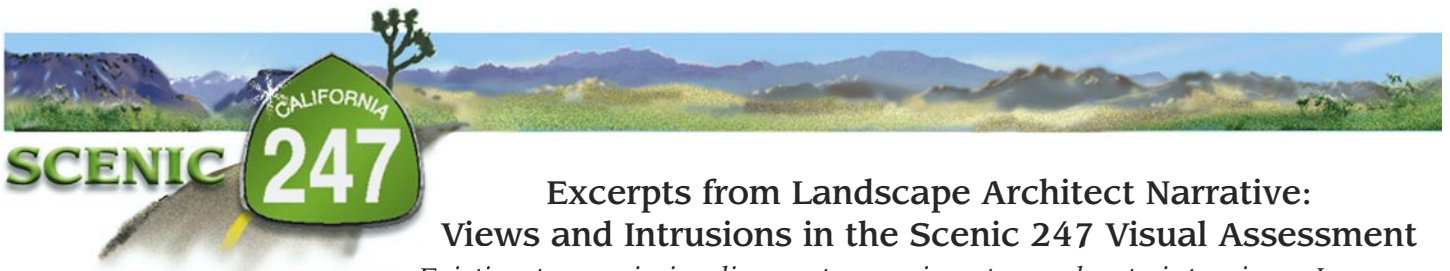 CALIFORNIA
247
SCENIC
Excerpts from Landscape Architect Narrative:
Views and Intrusions in the Scenic 247 Visual Assessment